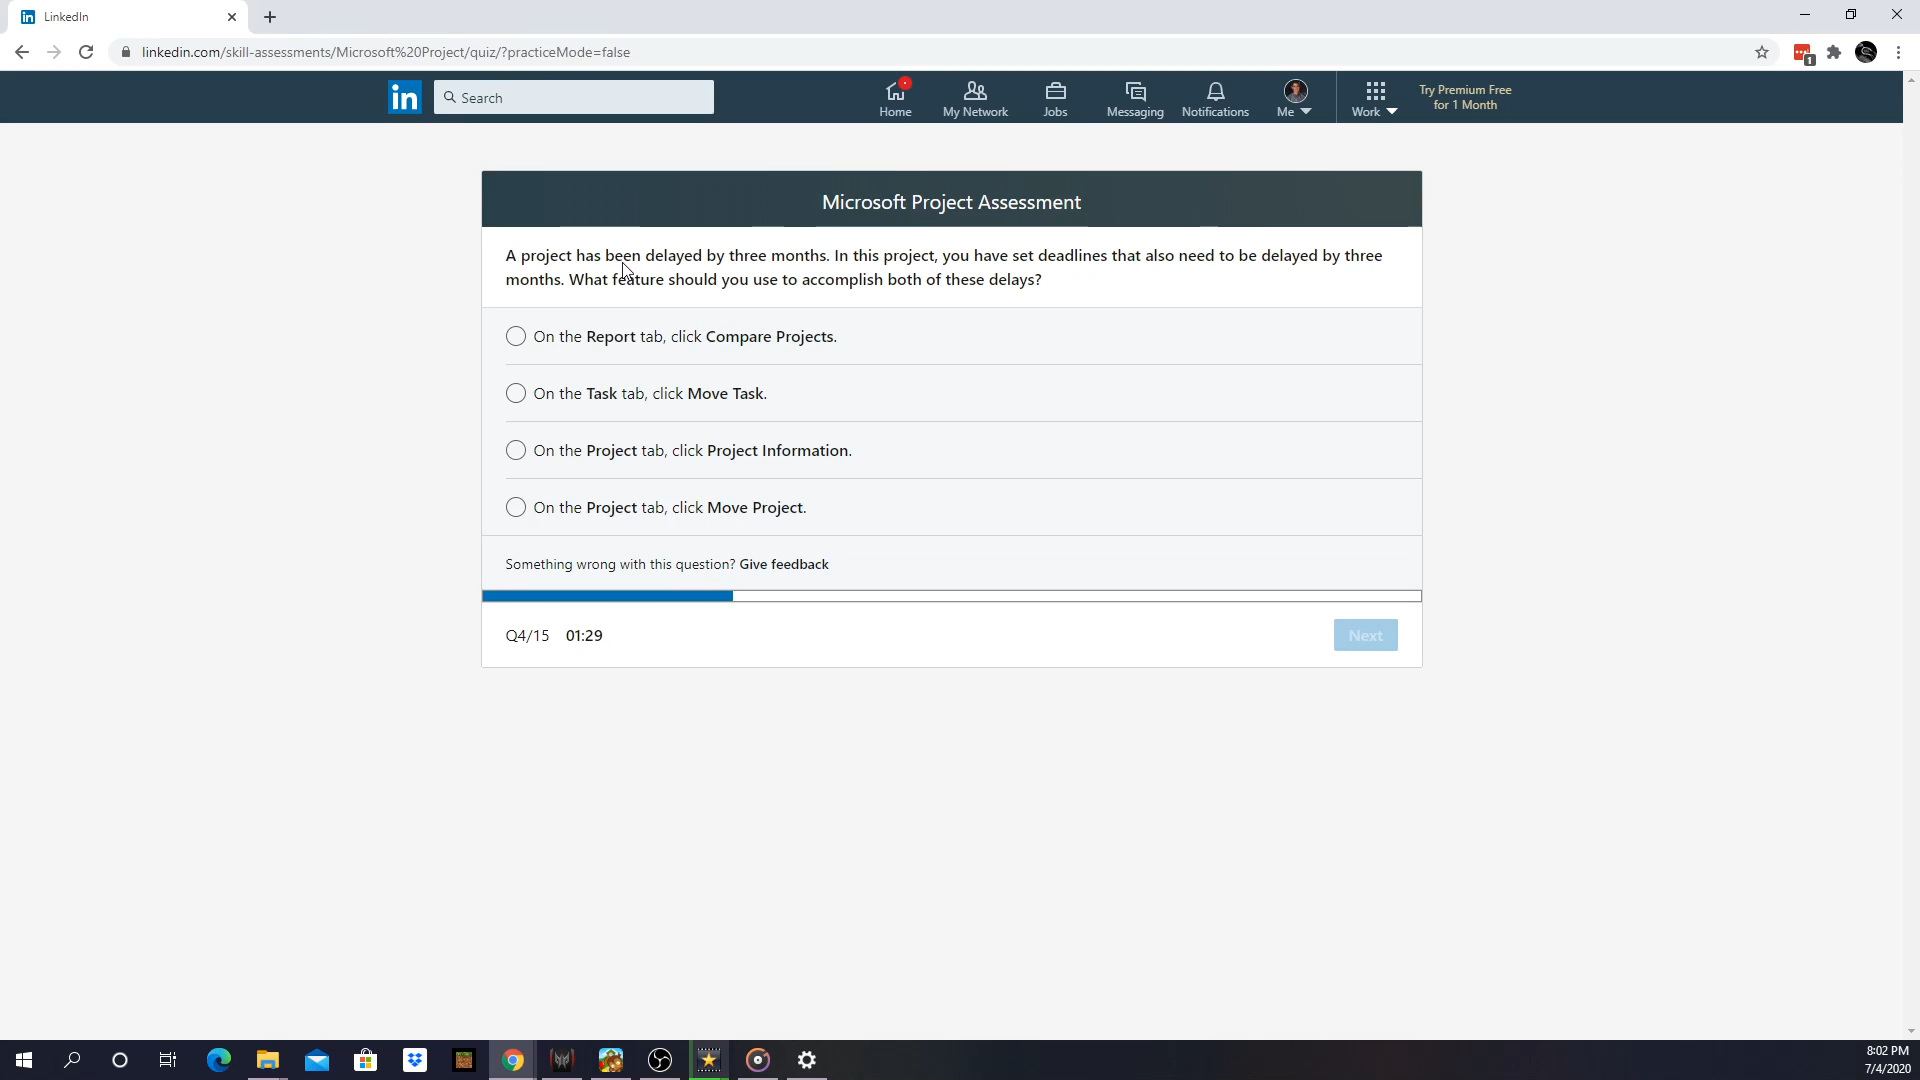 LinkedIn
linkedin.com/skill-assessments/Microsoft%20Project/quiz/?practiceMode=false
1
in
Search
Home
My Network
Jobs
Messaging
Notifications
Me
Work
Try Premium Free
for 1 Month
Microsoft Project Assessment
A project has been delayed by three months. In this project, you have set deadlines that also need to be delayed by three
months. What feature should you use to accomplish both of these delays?
On the Report tab, click Compare Projects.
On the Task tab, click Move Task.
On the Project tab, click Project Information.
On the Project tab, click Move Project.
Something wrong with this question? Give feedback
Q4/15 01:29
Next
8:02 PM
7/4/2020